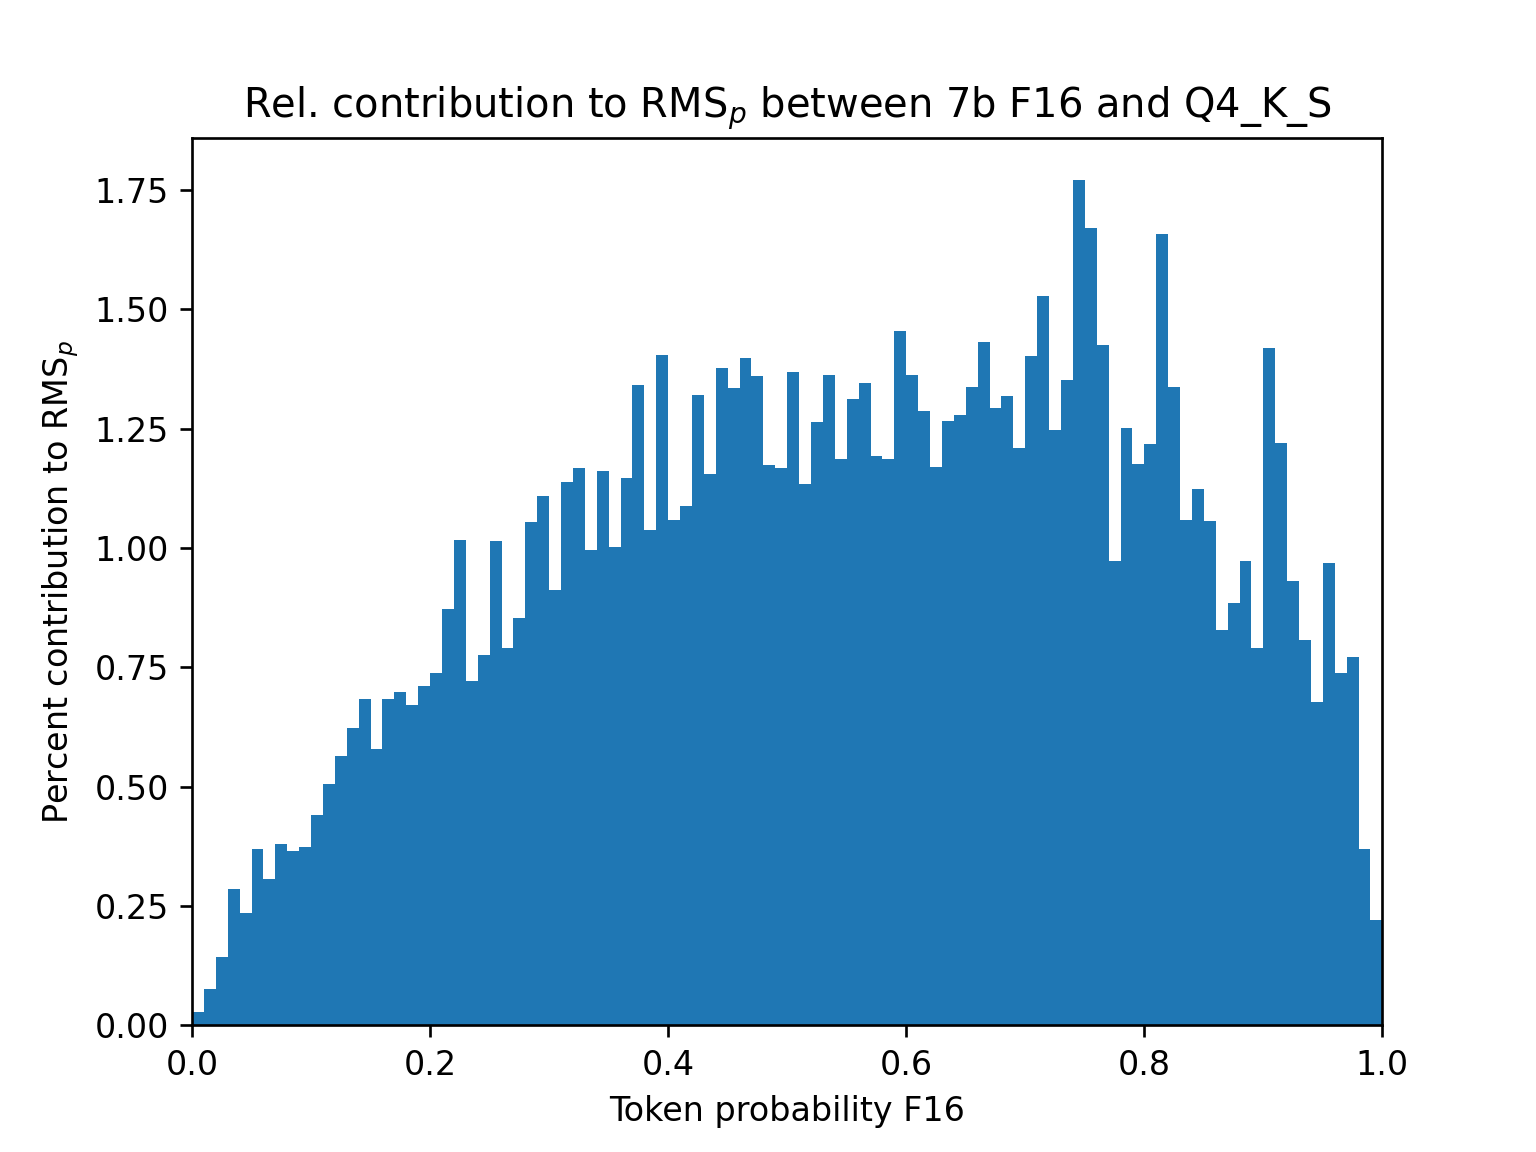 Rel. contribution to RMSₚ between 7b F16 and Q4_K_S
Percent contribution to RMSₚ
1.75
1.50
1.25
1.00
0.75
0.50
0.25
0.00
0.0 0.2 0.4 0.6 0.8 1.0
Token probability F16